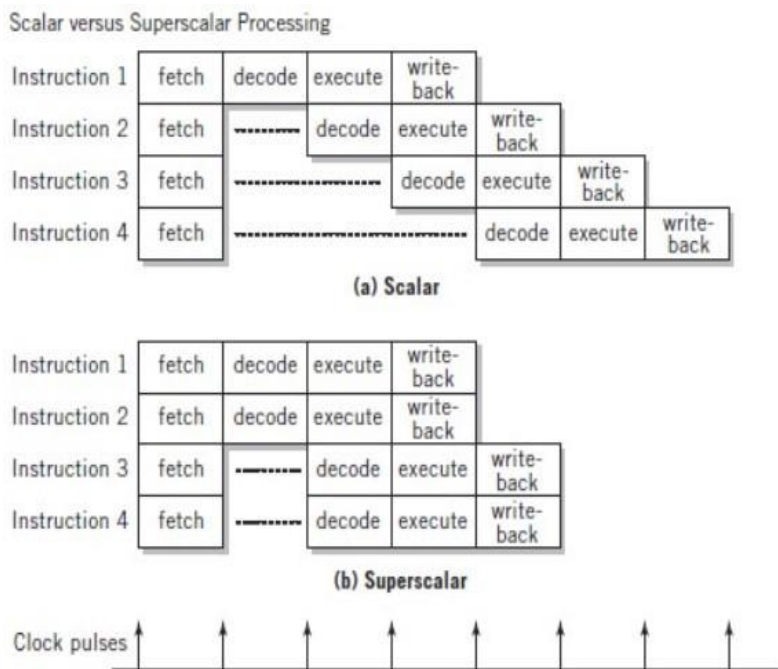 Scalar versus Superscalar Processing
Instruction 1 fetch decode execute write-
back
Instruction 2 fetch decode execute write-
back
Instruction 3 fetch decode execute write-
back
Instruction 4 fetch decode execute write-
back
(a) Scalar
Instruction 1 fetch decode execute write-
back
Instruction 2 fetch decode execute write-
back
Instruction 3 fetch decode execute write-
back
Instruction 4 fetch decode execute write-
back
(b) Superscalar
Clock pulses